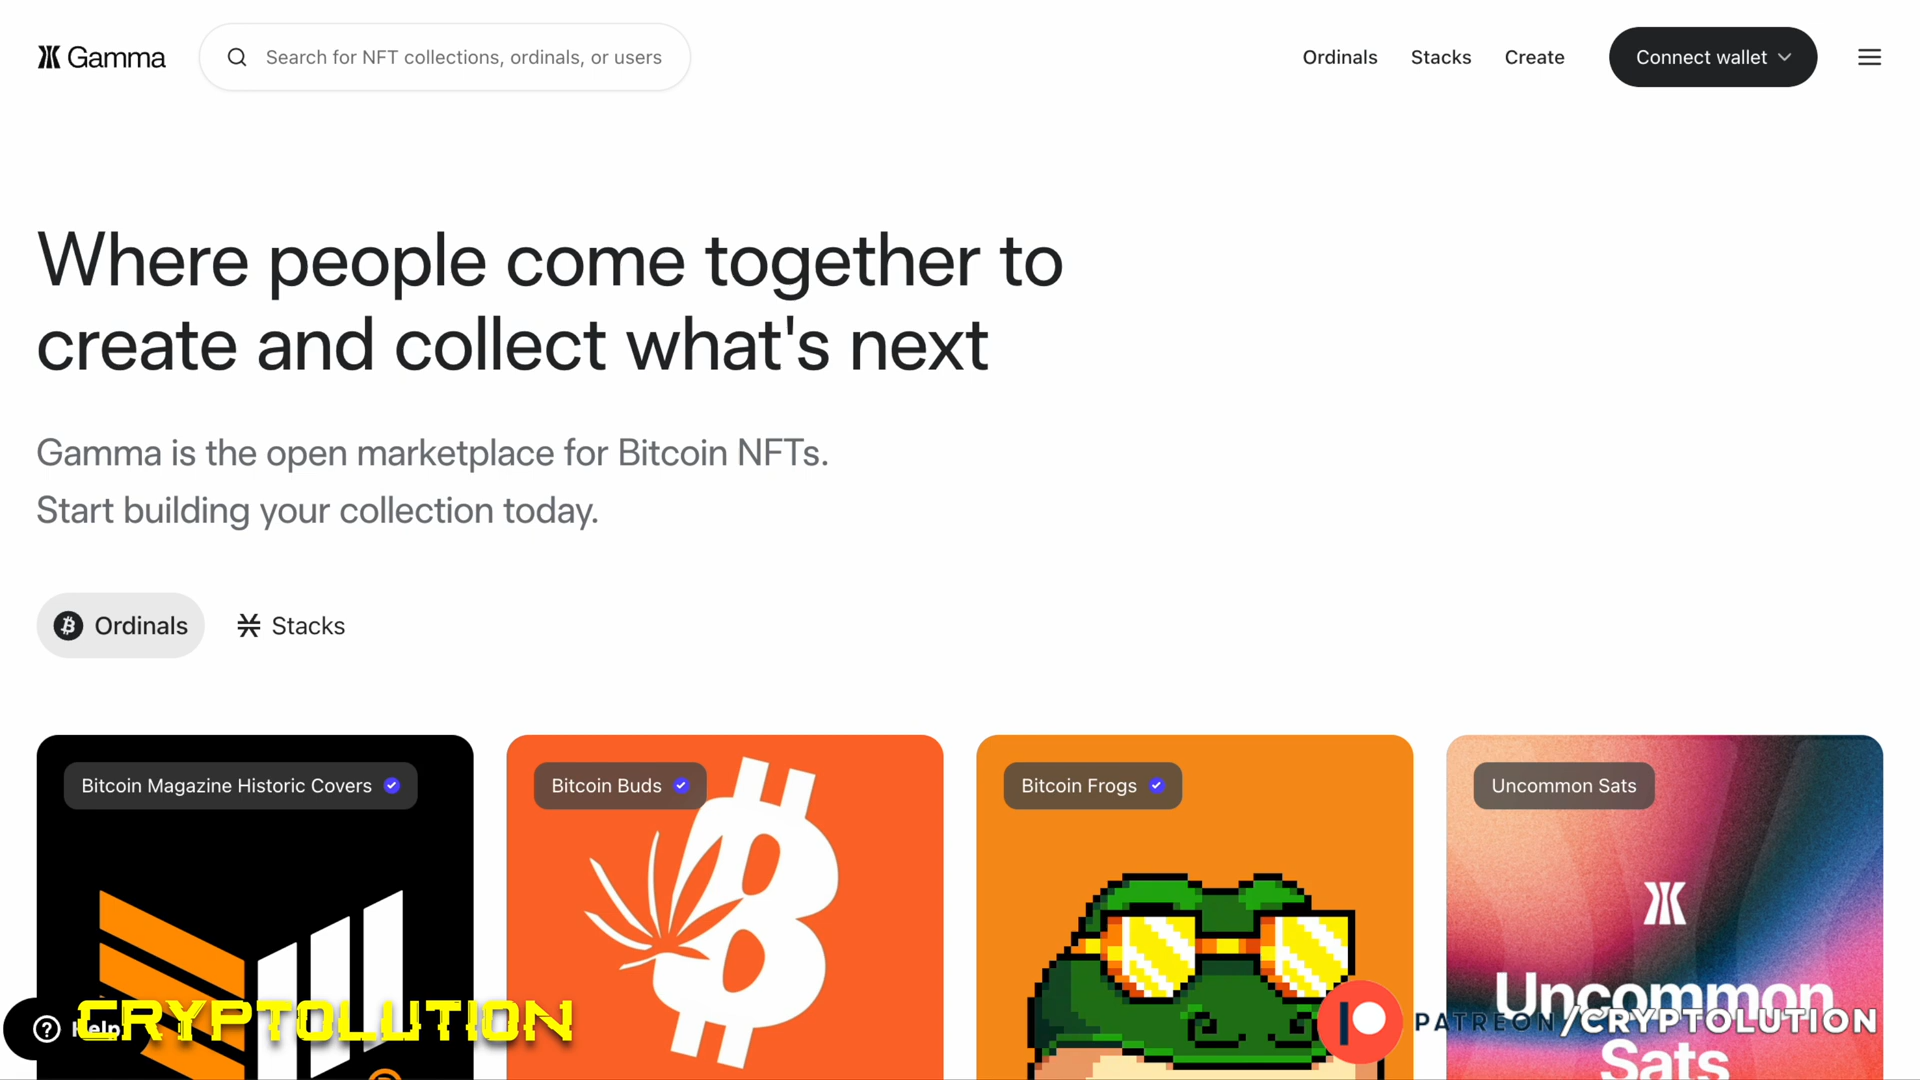 Gamma
Search for NFT collections, ordinals, or users
Ordinals
Stacks
Create
Connect wallet
Where people come together to
create and collect what's next
Gamma is the open marketplace for Bitcoin NFTs.
Start building your collection today.
Ordinals
Stacks
Bitcoin Magazine Historic Covers
Bitcoin Buds
Bitcoin Frogs
Uncommon Sats
Uncommon
Sats
Help
CRYPTOLUTION
PATREON/CRYPTOLUTION